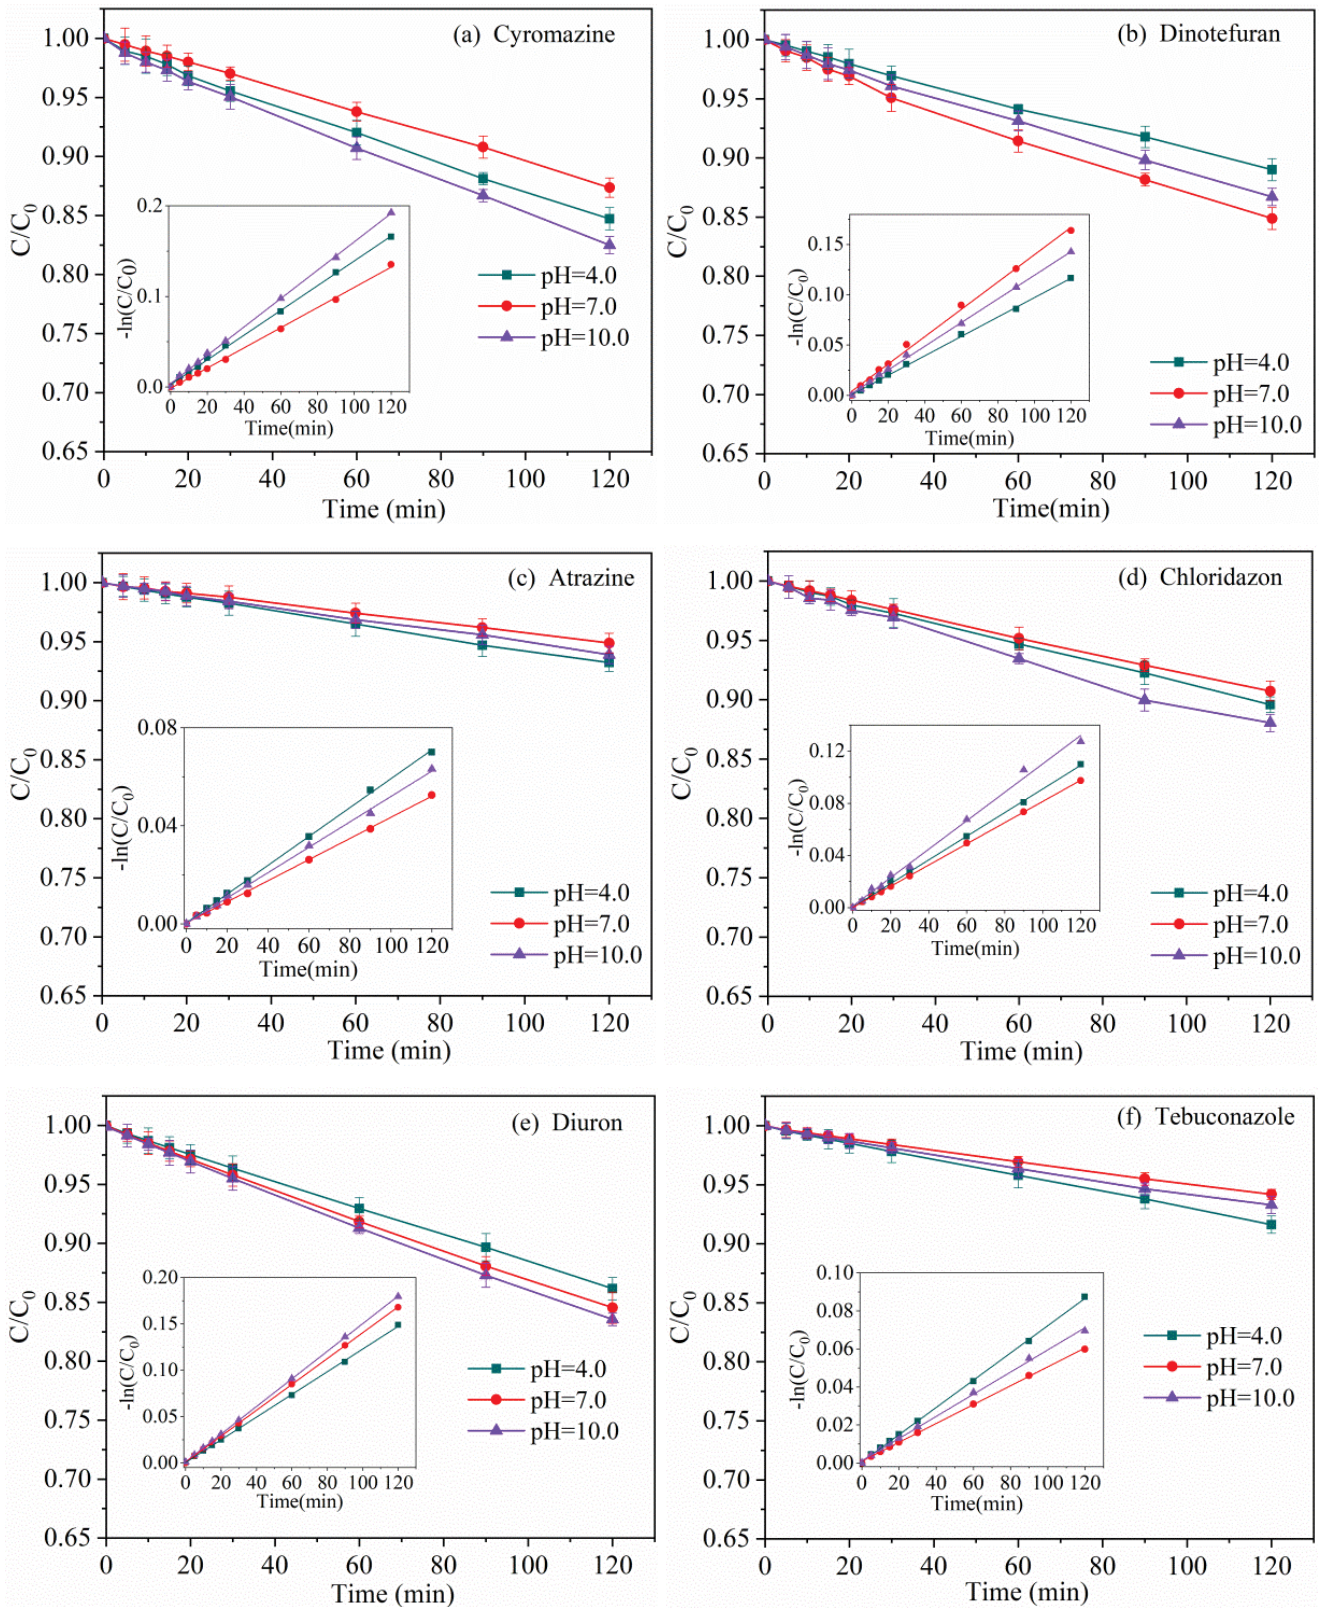 (a) Cyromazine
C/C0
1.00
0.95
0.90
0.85
0.80
0.75
0.70
0.65
0 20 40 60 80 100 120
Time (min)
pH=4.0
pH=7.0
pH=10.0
-ln(C/C0)
0.2
0.1
0.0
0 20 40 60 80 100 120
Time(min)
(b) Dinotefuran
C/C0
1.00
0.95
0.90
0.85
0.80
0.75
0.70
0.65
0 20 40 60 80 100 120
Time(min)
pH=4.0
pH=7.0
pH=10.0
-ln(C/C0)
0.15
0.10
0.05
0.00
0 20 40 60 80 100 120
Time(min)
(c) Atrazine
C/C0
1.00
0.95
0.90
0.85
0.80
0.75
0.70
0.65
0 20 40 60 80 100 120
Time (min)
pH=4.0
pH=7.0
pH=10.0
-ln(C/C0)
0.08
0.04
0.00
0 20 40 60 80 100 120
Time(min)
(d) Chloridazon
C/C0
1.00
0.95
0.90
0.85
0.80
0.75
0.70
0.65
0 20 40 60 80 100 120
Time (min)
pH=4.0
pH=7.0
pH=10.0
-ln(C/C0)
0.12
0.08
0.04
0.00
0 20 40 60 80 100 120
Time(min)
(e) Diuron
C/C0
1.00
0.95
0.90
0.85
0.80
0.75
0.70
0.65
0 20 40 60 80 100 120
Time (min)
pH=4.0
pH=7.0
pH=10.0
-ln(C/C0)
0.20
0.15
0.10
0.05
0.00
0 20 40 60 80 100 120
Time(min)
(f) Tebuconazole
C/C0
1.00
0.95
0.90
0.85
0.80
0.75
0.70
0.65
0 20 40 60 80 100 120
Time (min)
pH=4.0
pH=7.0
pH=10.0
-ln(C/C0)
0.10
0.08
0.06
0.04
0.02
0.00
0 20 40 60 80 100 120
Time(min)